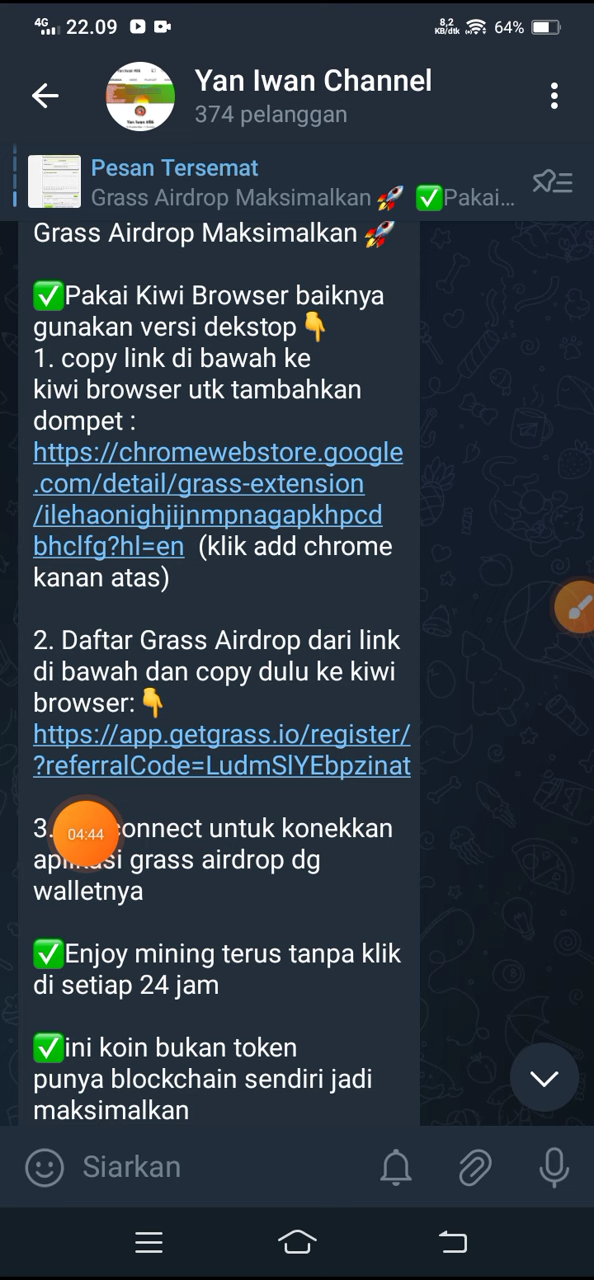 4G 22.09 8,2 KB/dtk 64%
Yan Iwan Channel
374 pelanggan
Pesan Tersemat
Grass Airdrop Maksimalkan 🚀 ✅Pakai...
Grass Airdrop Maksimalkan 🚀
✅Pakai Kiwi Browser baiknya
gunakan versi dekstop 👇
1. copy link di bawah ke
kiwi browser utk tambahkan
dompet :
https://chromewebstore.google
.com/detail/grass-extension
/ilehaonighjijnmpnagapkhpcd
bhclfg?hl=en (klik add chrome
kanan atas)
2. Daftar Grass Airdrop dari link
di bawah dan copy dulu ke kiwi
browser: 👇
https://app.getgrass.io/register/
?referralCode=LudmSlYEbpzinat
3. onnect untuk konekkan
04:44
grass airdrop dg
walletnya
✅Enjoy mining terus tanpa klik
di setiap 24 jam
✅ini koin bukan token
punya blockchain sendiri jadi
maksimalkan
Siarkan